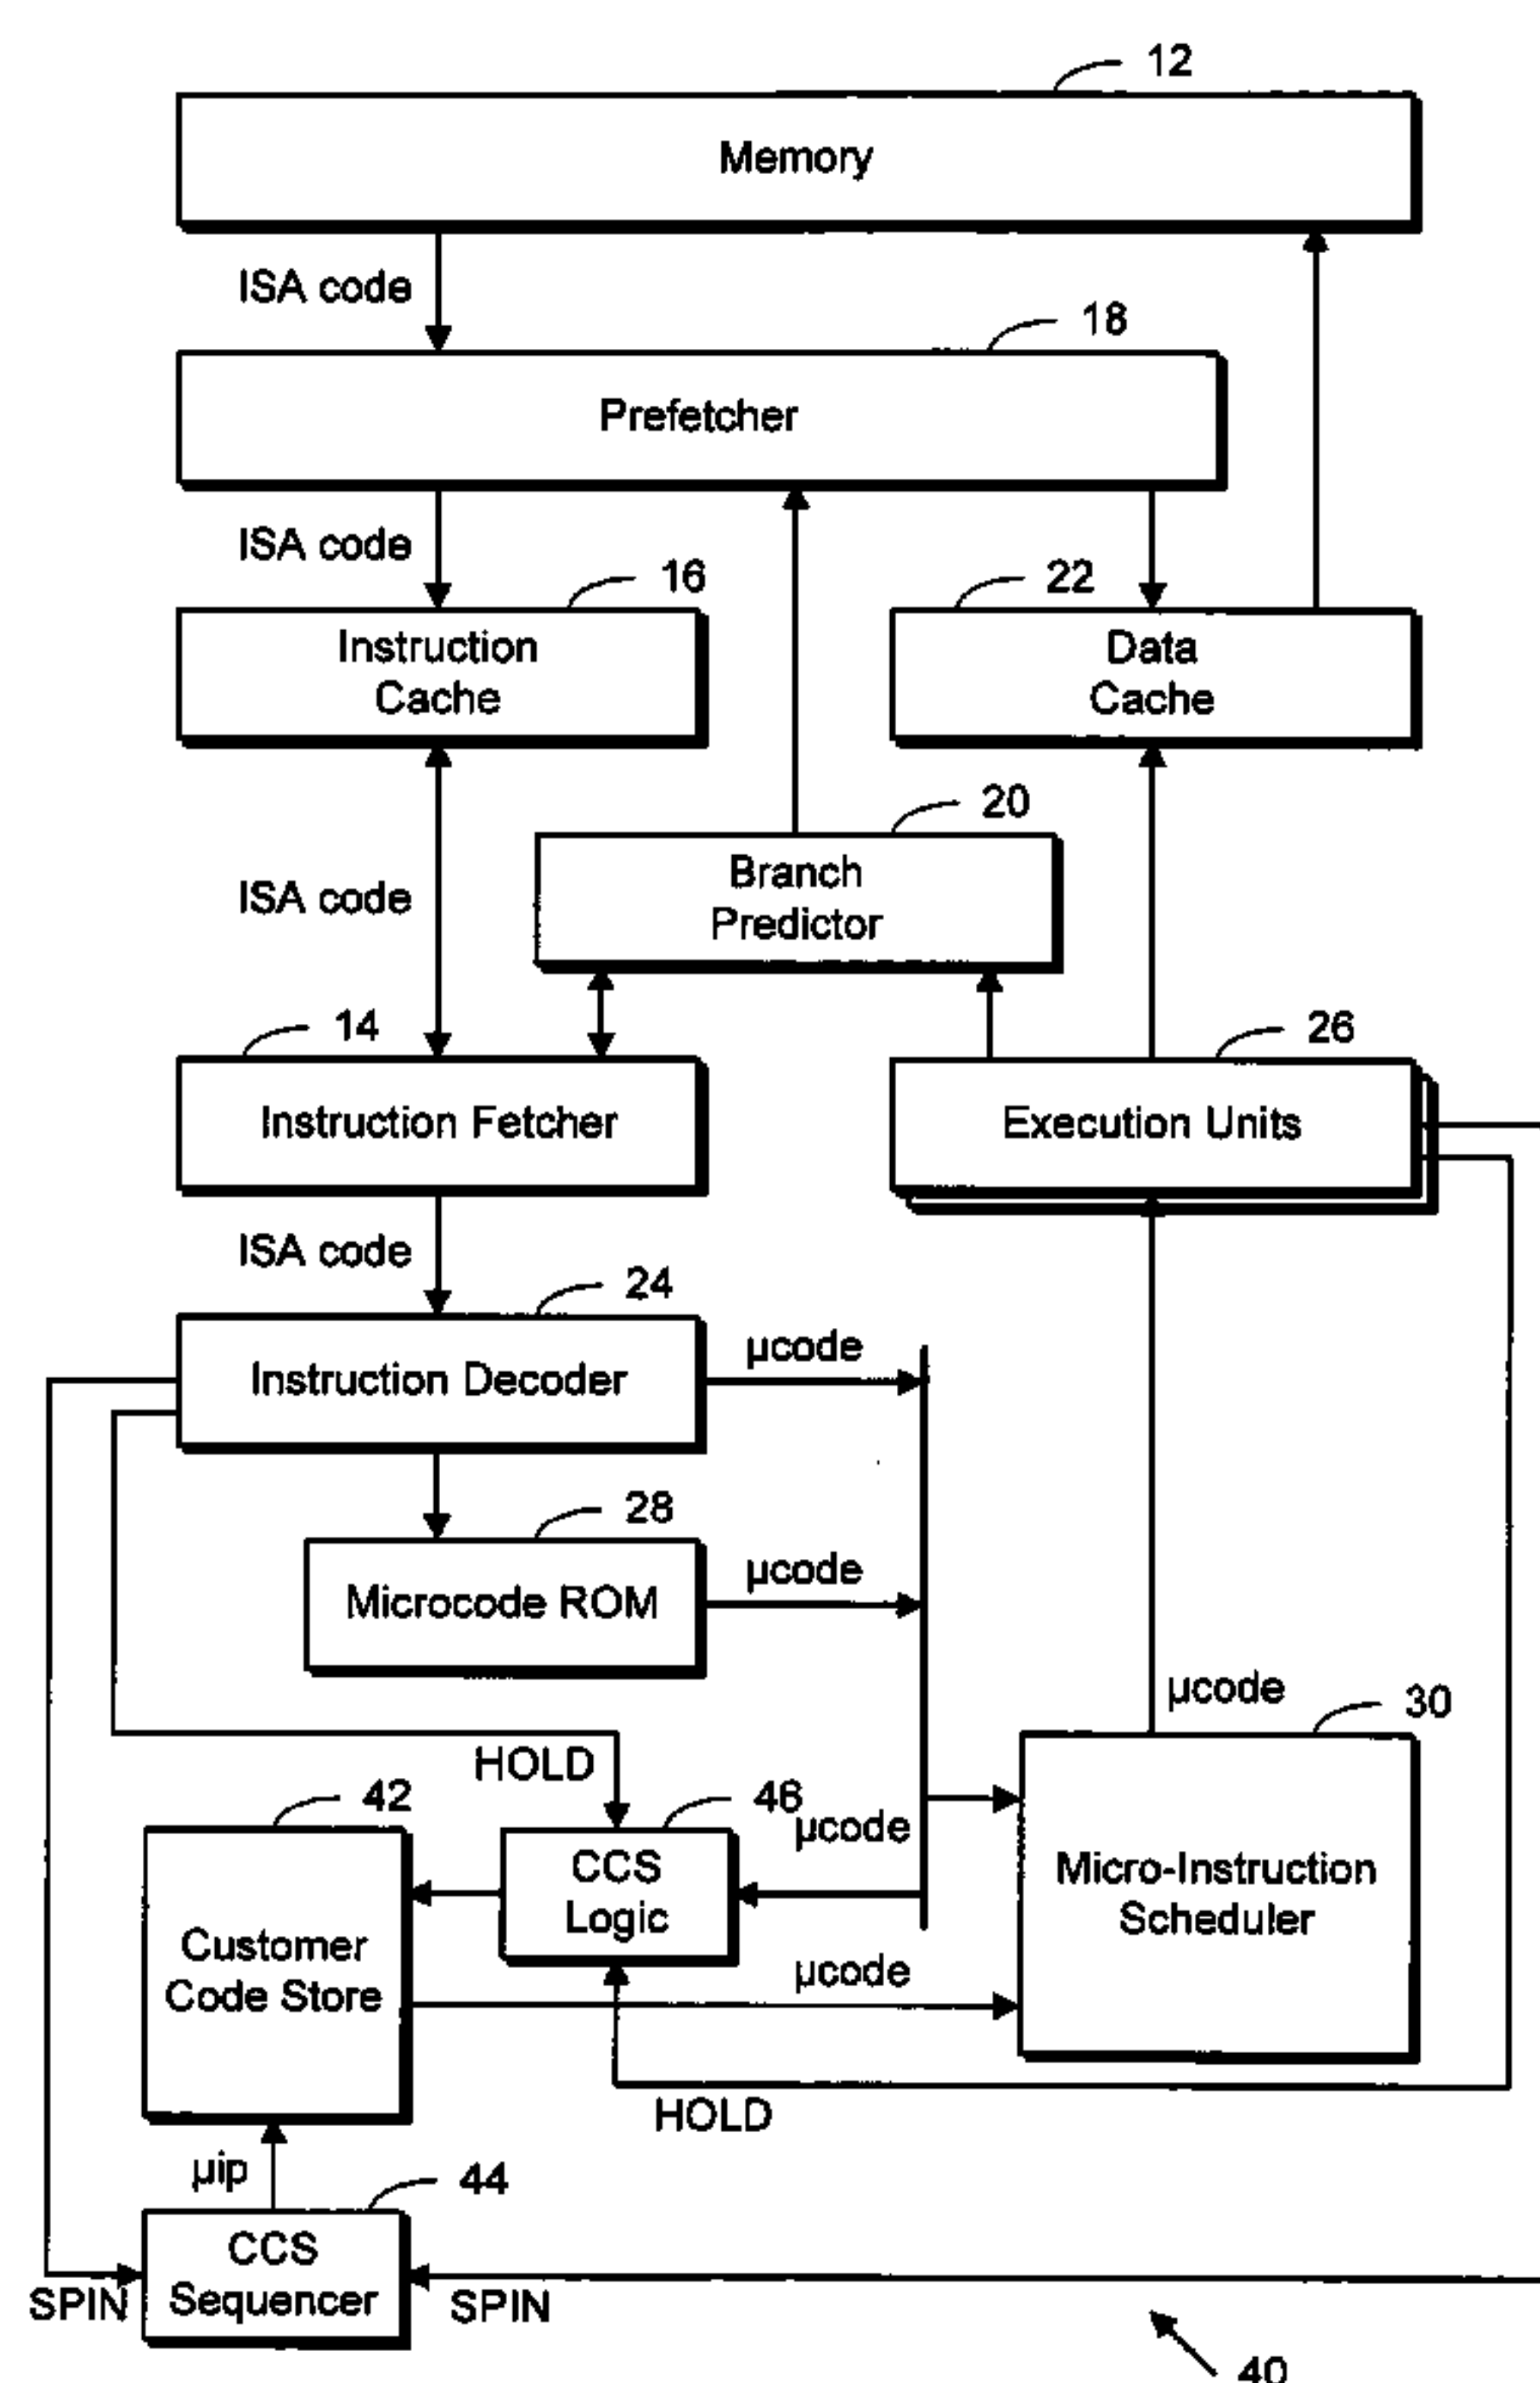 12
Memory
ISA code
18
Prefetcher
ISA code
16
22
Instruction
Cache
Data
Cache
20
ISA code
Branch
Predictor
14
26
Instruction Fetcher
Execution Units
ISA code
24
Instruction Decoder
µcode
28
Microcode ROM
µcode
µcode
30
HOLD
42
46
µcode
CCS
Logic
Micro-Instruction
Scheduler
Customer
Code Store
µcode
HOLD
µip
44
CCS
Sequencer
SPIN
SPIN
40